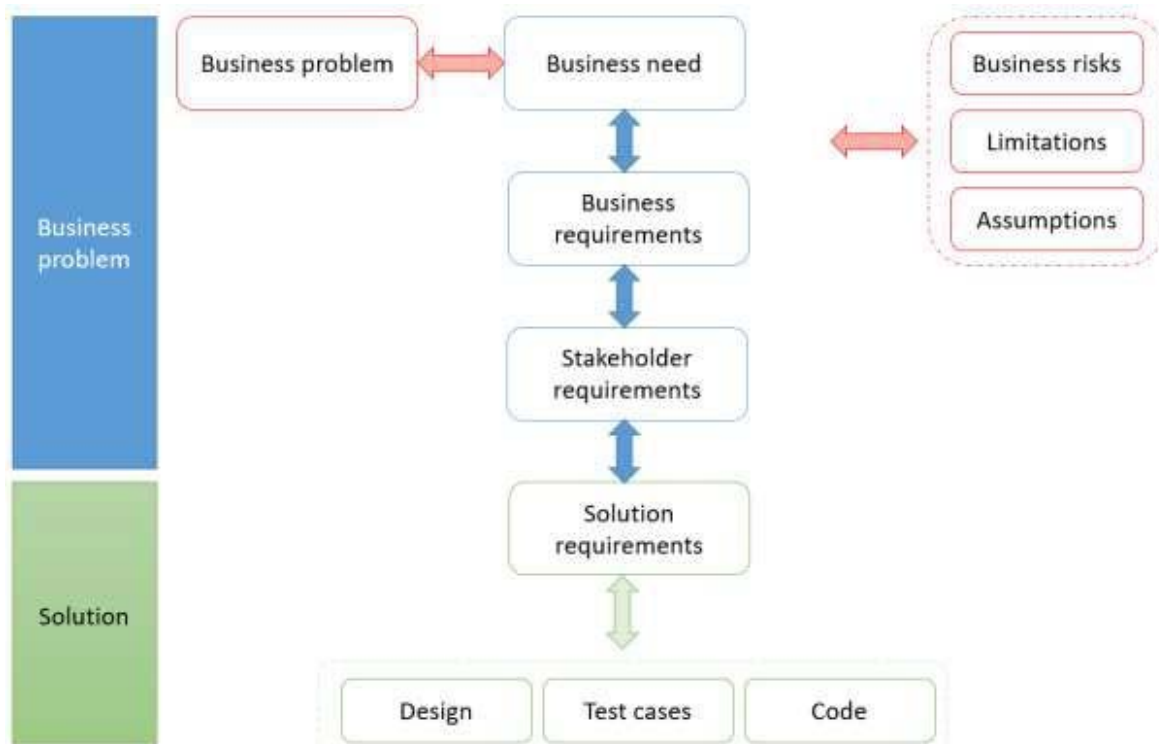 Business problem
Business need
Business risks
Limitations
Assumptions
Business
problem
Business
requirements
Stakeholder
requirements
Solution
requirements
Solution
Design
Test cases
Code